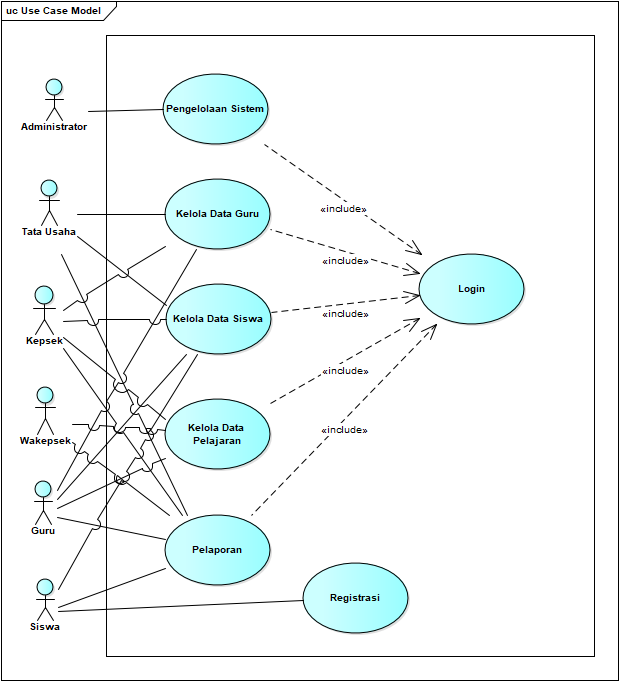 uc Use Case Model
Administrator
Pengelolaan Sistem
«include»
Tata Usaha
Kelola Data Guru
«include»
Login
Kepsek
Kelola Data Siswa
«include»
«include»
Wakepsek
Kelola Data
Pelajaran
«include»
Guru
Pelaporan
Siswa
Registrasi